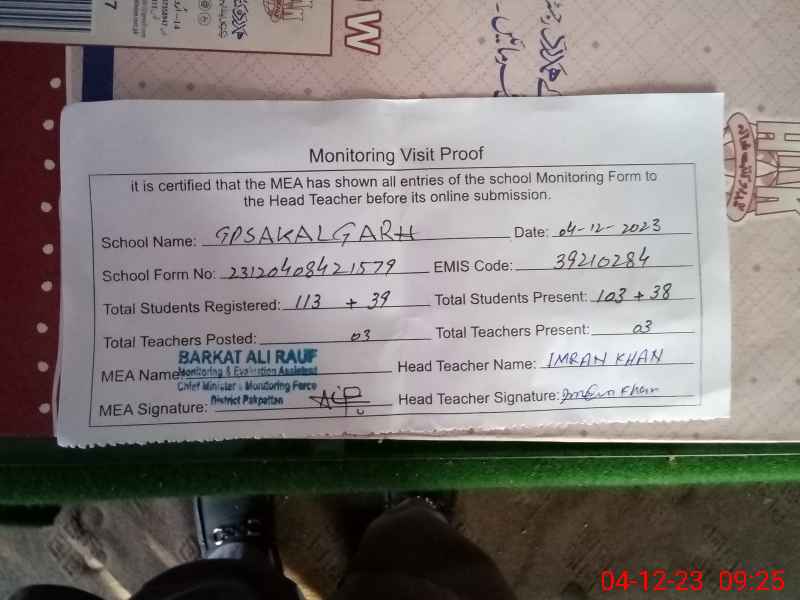 Monitoring Visit Proof
it is certified that the MEA has shown all entries of the school Monitoring Form to
the Head Teacher before its online submission.
School Name: GPSAKALGARH Date: 04-12-2023
School Form No: 23120408421579 EMIS Code: 39210284
Total Students Registered: 113 + 39 Total Students Present: 103 + 38
Total Teachers Posted: 03 Total Teachers Present: 03
BARKAT ALI RAUF
MEA Name: Monitoring & Evaluation Assistant Head Teacher Name: IMRAN KHAN
Chief Minister's Monitoring Force
District Pakpattan
MEA Signature: Head Teacher Signature: Imran Khan
W
7
04-12-23 09:25